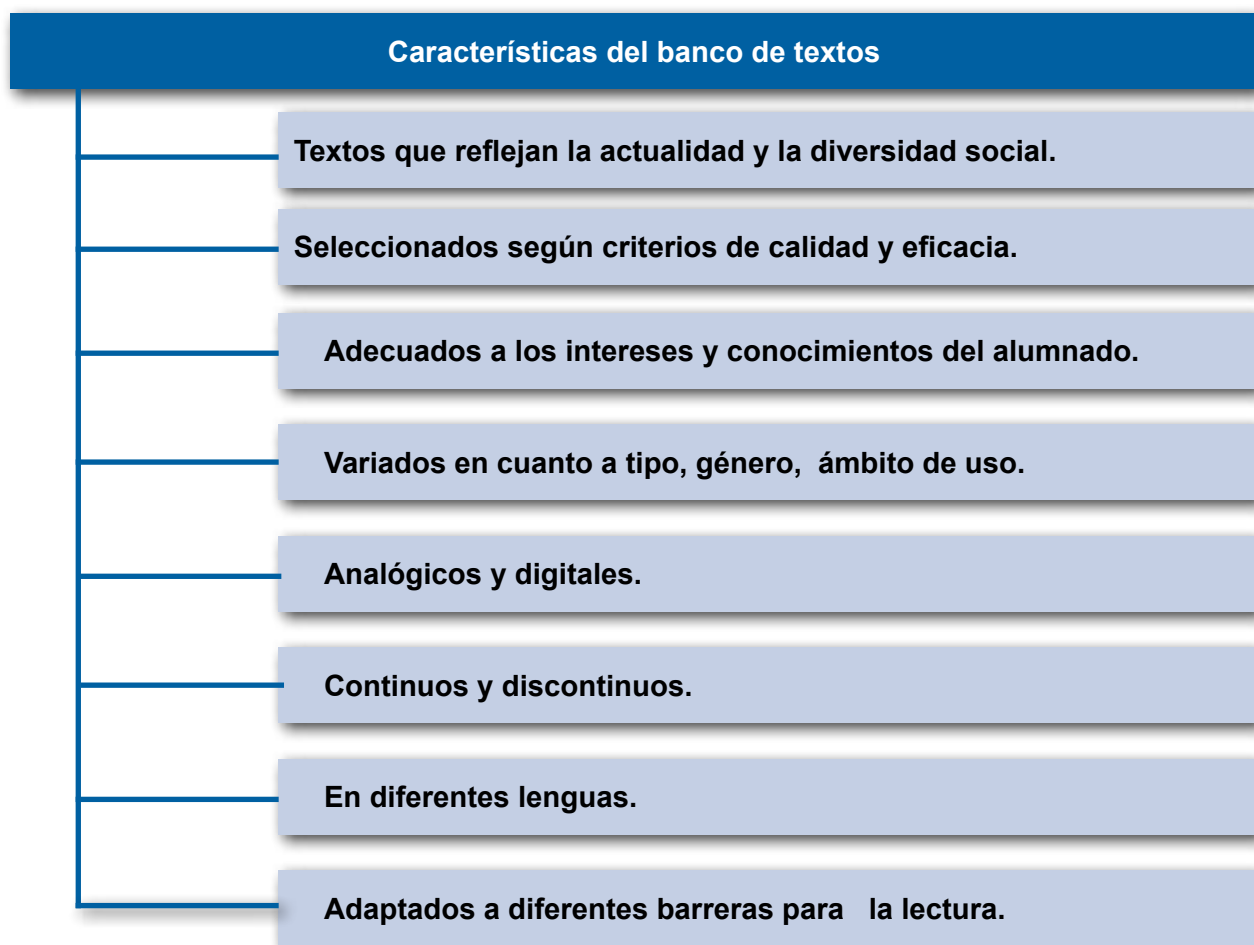 Características del banco de textos
Textos que reflejan la actualidad y la diversidad social.
Seleccionados según criterios de calidad y eficacia.
Adecuados a los intereses y conocimientos del alumnado.
Variados en cuanto a tipo, género, ámbito de uso.
Analógicos y digitales.
Continuos y discontinuos.
En diferentes lenguas.
Adaptados a diferentes barreras para la lectura.